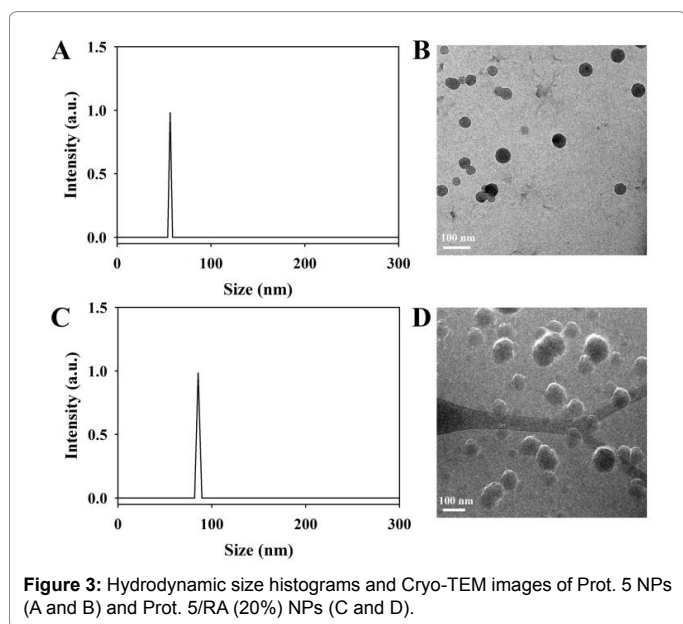 A
B
1.5
1.0
0.5
0.0
Intensity (a.u.)
0
100
200
300
Size (nm)
100 nm
C
D
1.5
1.0
0.5
0.0
Intensity (a.u.)
0
100
200
300
Size (nm)
100 nm
Figure 3: Hydrodynamic size histograms and Cryo-TEM images of Prot. 5 NPs
(A and B) and Prot. 5/RA (20%) NPs (C and D).